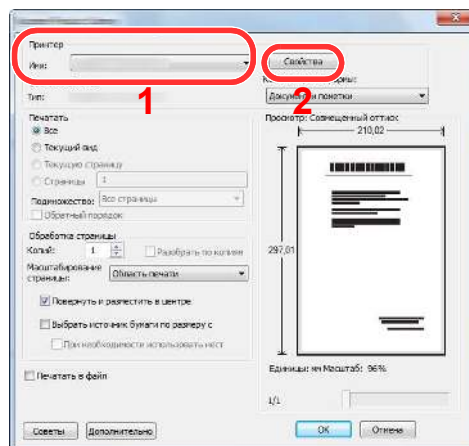 Принтер
Имя:
Свойства
1
2
Тип:
Документ и пометки
Печатать
Все
Текущий вид
Текущую страницу
Страницы 1
Подмножество: Все страницы
Обратный порядок
Просмотр: Совмещенный оттиск
210,02
297,01
Обработка страницы
Копий: 1
Разобрать по копиям
Масштабирование страницы: Область печати
Повернуть и разместить в центре
Выбрать источник бумаги по размеру с
При необходимости использовать нест
Единицы: мм Масштаб: 96%
Печатать в файл
1/1
Советы
Дополнительно
OK
Отмена